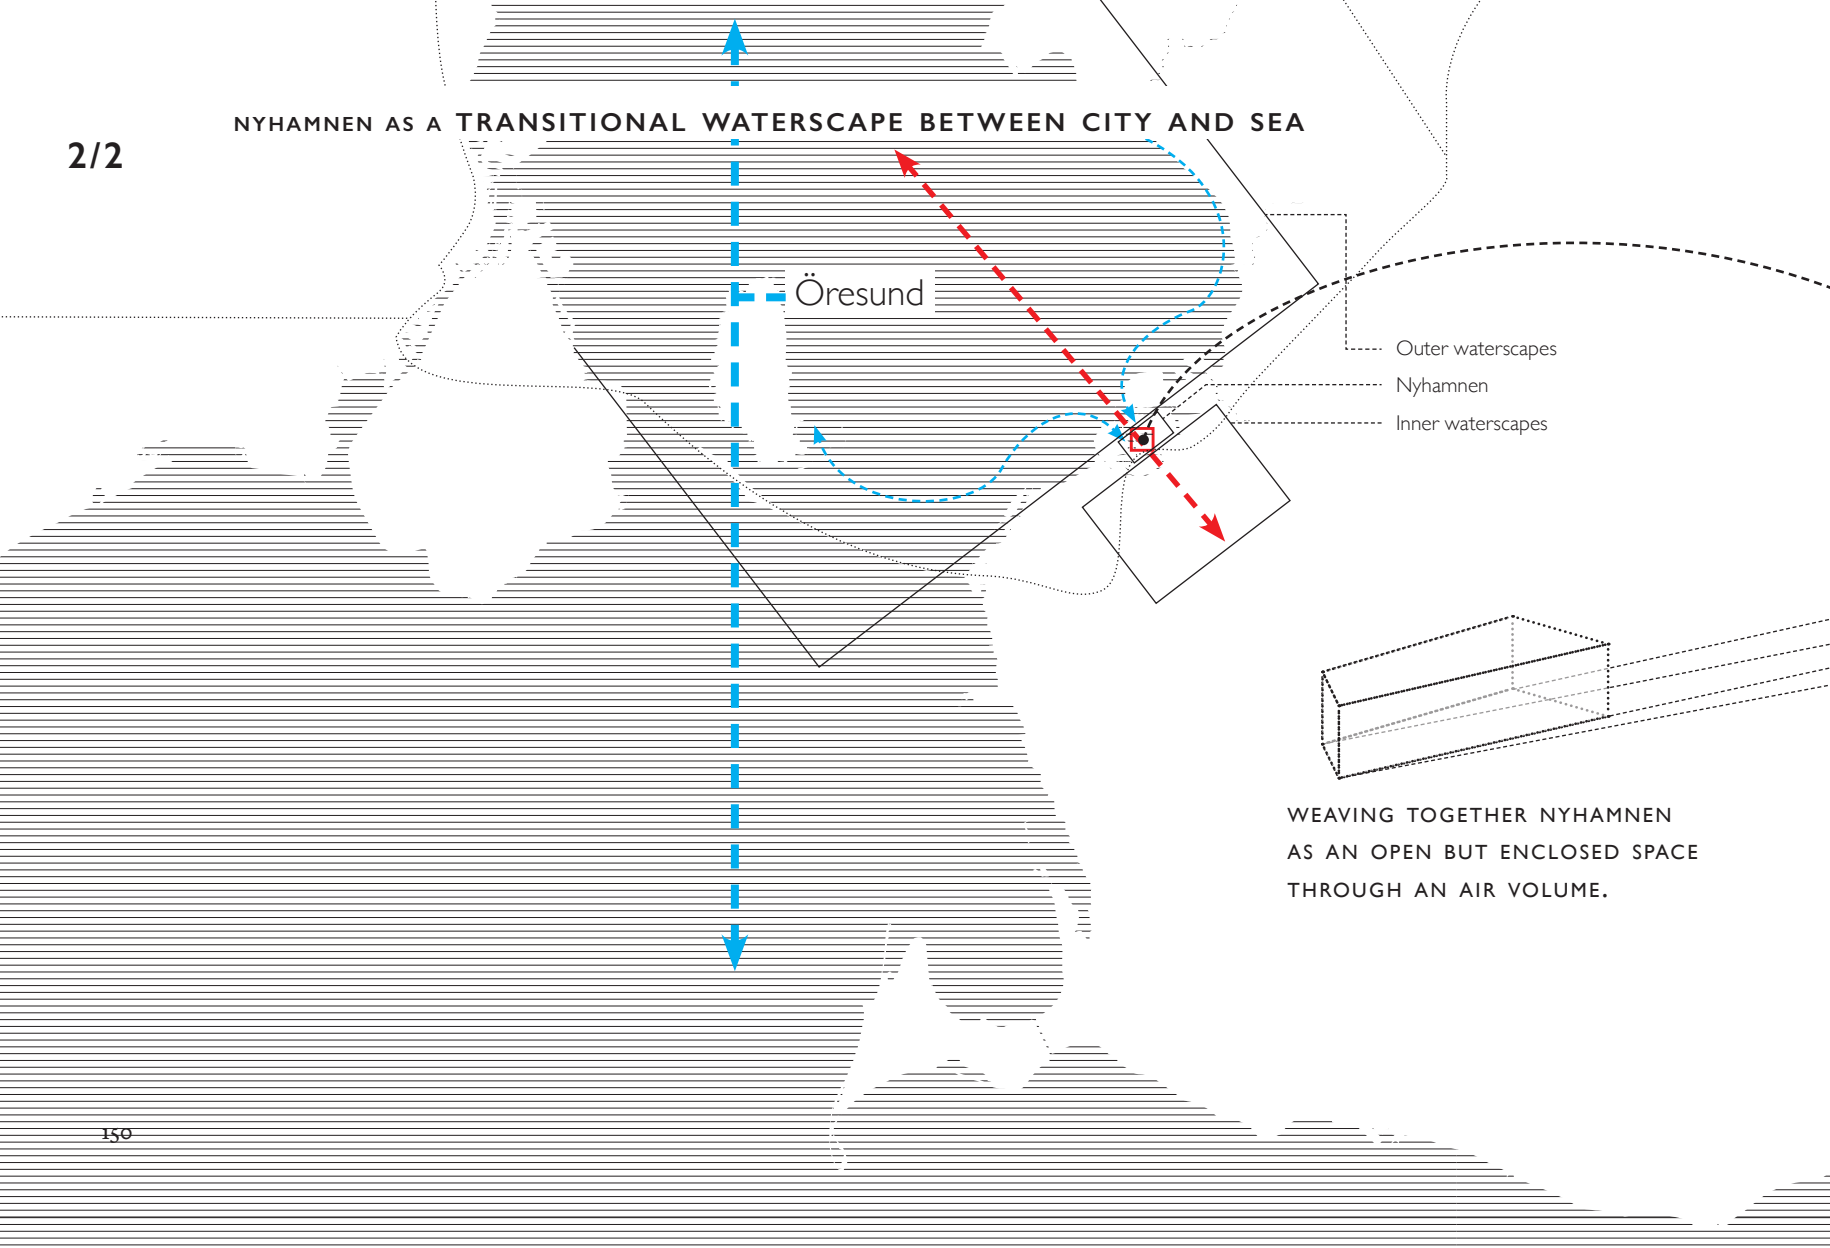 NYHAMNEN AS A TRANSITIONAL WATERSCAPE BETWEEN CITY AND SEA
2/2
Öresund
Outer waterscapes
Nyhamnen
Inner waterscapes
WEAVING TOGETHER NYHAMNEN
AS AN OPEN BUT ENCLOSED SPACE
THROUGH AN AIR VOLUME.
150